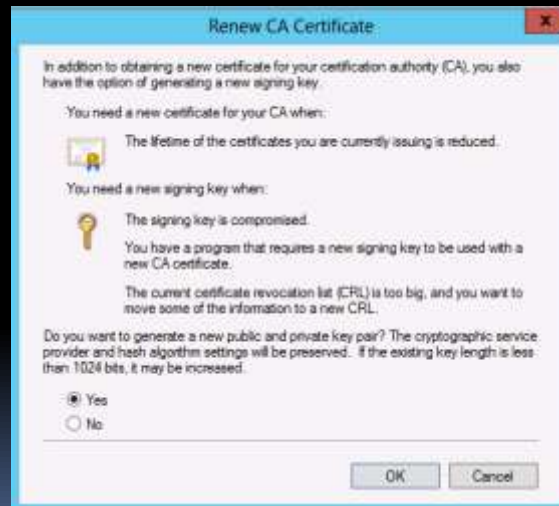 Renew CA Certificate
x
In addition to obtaining a new certificate for your certification authority (CA), you also
have the option of generating a new signing key.
You need a new certificate for your CA when:
The lifetime of the certificates you are currently issuing is reduced.
You need a new signing key when:
The signing key is compromised.
You have a program that requires a new signing key to be used with a
new CA certificate.
The current certificate revocation list (CRL) is too big, and you want to
move some of the information to a new CRL.
Do you want to generate a new public and private key pair? The cryptographic service
provider and hash algorithm settings will be preserved. If the existing key length is less
than 1024 bits, it may be increased.
Yes
No
OK Cancel